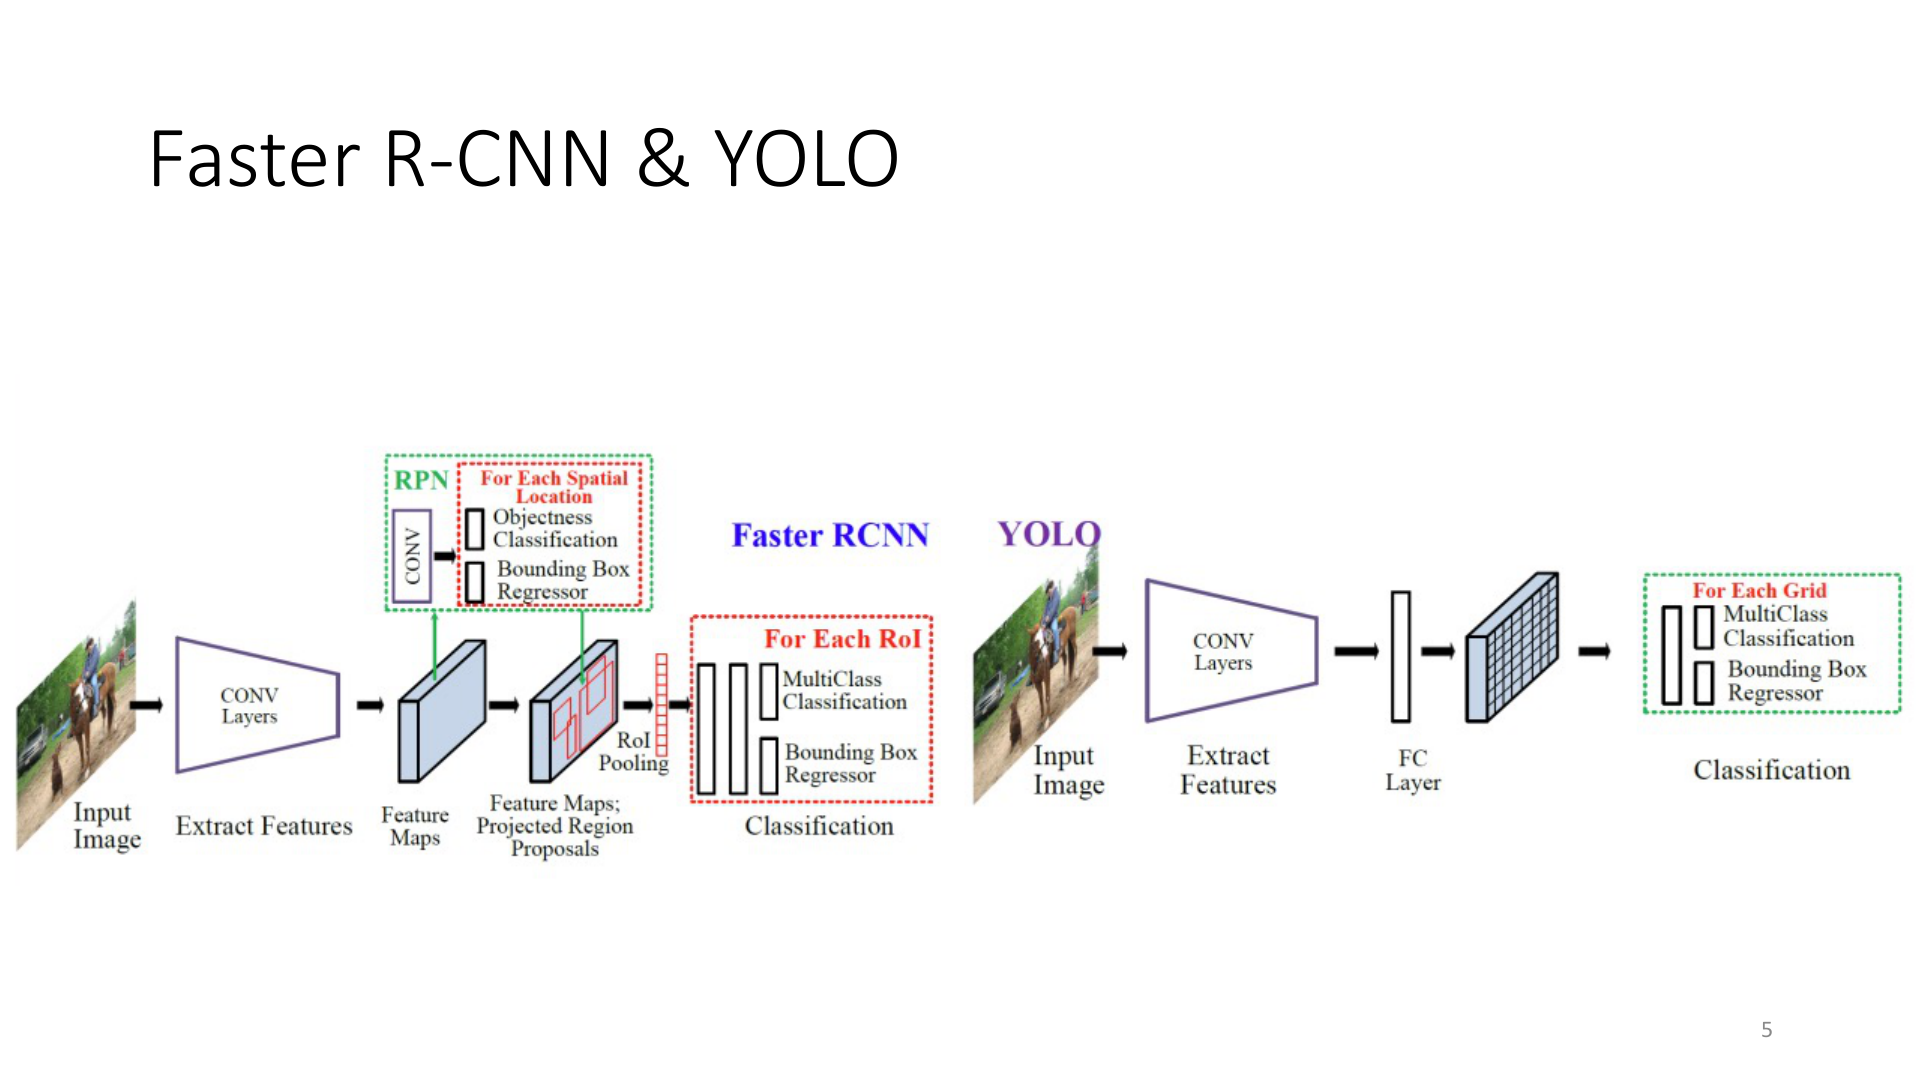 Faster R-CNN & YOLO
RPN
For Each Spatial
Location
CONV
Objectness
Classification
Bounding Box
Regressor
Faster RCNN
CONV
Layers
RoI
Pooling
For Each RoI
MultiClass
Classification
Bounding Box
Regressor
Input
Image
Extract Features
Feature
Maps
Feature Maps;
Projected Region
Proposals
Classification
YOLO
CONV
Layers
For Each Grid
MultiClass
Classification
Bounding Box
Regressor
Input
Image
Extract
Features
FC
Layer
Classification
5